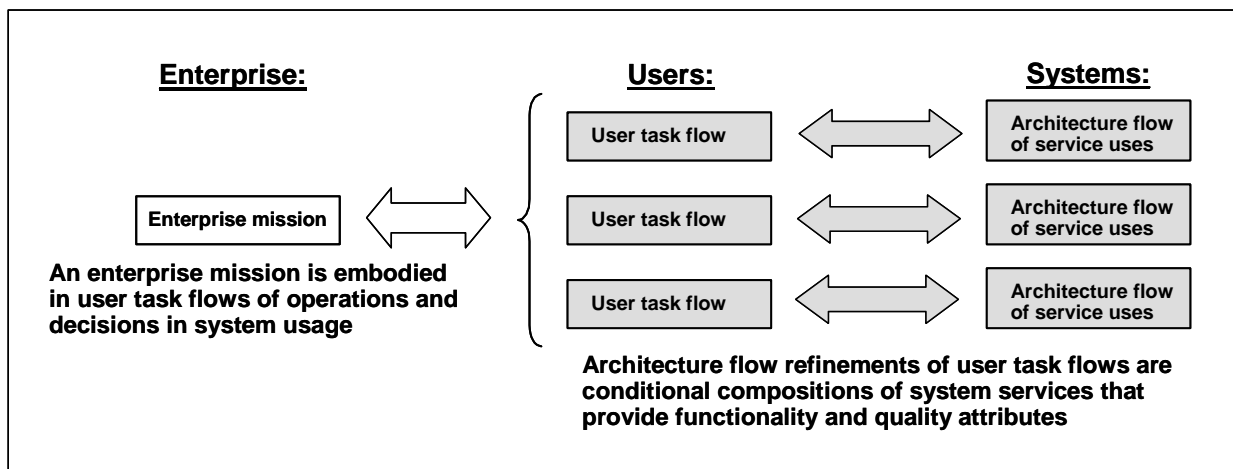 Enterprise:
Users:
Systems:
User task flow
Architecture flow
of service uses
Enterprise mission
User task flow
Architecture flow
of service uses
An enterprise mission is embodied
in user task flows of operations and
decisions in system usage
User task flow
Architecture flow
of service uses
Architecture flow refinements of user task flows are
conditional compositions of system services that
provide functionality and quality attributes